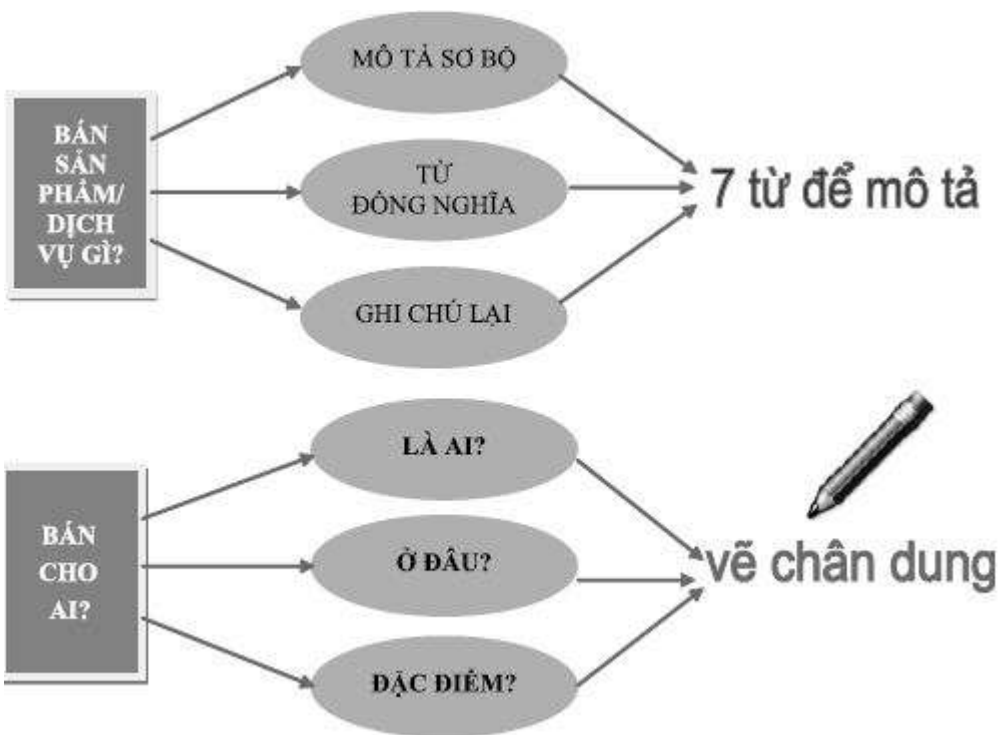 BÁN
SẢN
PHẨM/
DỊCH
VỤ GÌ?
MÔ TẢ SƠ BỘ
TỪ
ĐỒNG NGHĨA
GHI CHÚ LẠI
7 từ để mô tả
BÁN
CHO
AI?
LÀ AI?
Ở ĐÂU?
ĐẶC ĐIỂM?
vẽ chân dung